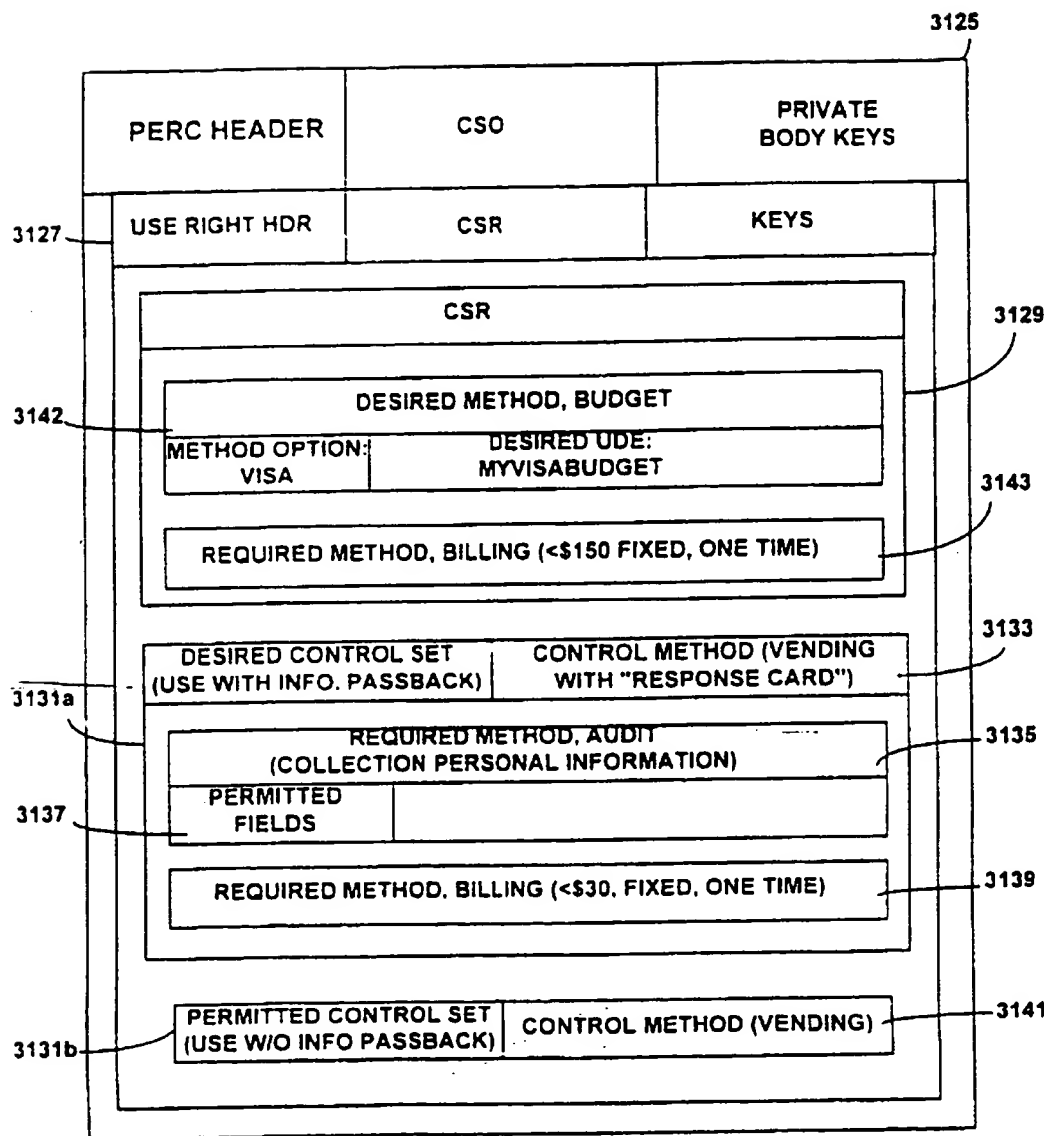 3125
PERC HEADER
CSO
PRIVATE
BODY KEYS
3127
USE RIGHT HDR
CSR
KEYS
CSR
3129
3142
DESIRED METHOD, BUDGET
METHOD OPTION:
VISA
DESIRED UDE:
MYVISABUDGET
3143
REQUIRED METHOD, BILLING (<$150 FIXED, ONE TIME)
3133
DESIRED CONTROL SET
(USE WITH INFO. PASSBACK)
CONTROL METHOD (VENDING
WITH "RESPONSE CARD")
3131a
REQUIRED METHOD, AUDIT
(COLLECTION PERSONAL INFORMATION)
3135
3137
PERMITTED
FIELDS
REQUIRED METHOD, BILLING (<$30, FIXED, ONE TIME)
3139
3131b
PERMITTED CONTROL SET
(USE W/O INFO PASSBACK)
CONTROL METHOD (VENDING)
3141